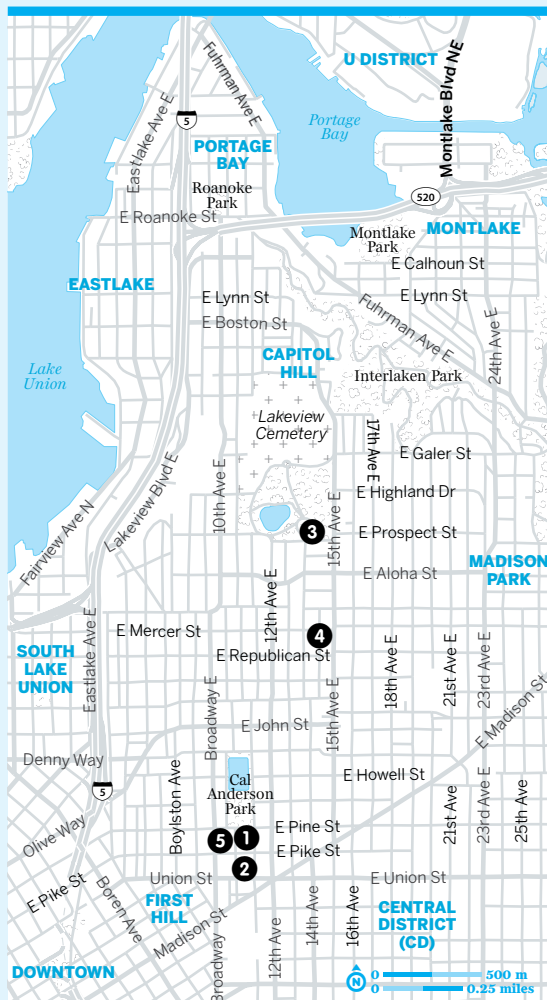 U DISTRICT
Montlake Blvd NE
Fuhrman Ave E
5
Eastlake Ave E
Portage
Bay
PORTAGE
BAY
Roanoke
Park
520
E Roanoke St
Montlake
Park
MONTLAKE
E Calhoun St
EASTLAKE
E Lynn St
E Lynn St
E Boston St
Fuhrman Ave E
24th Ave E
CAPITOL
HILL
Lake
Union
Interlaken Park
Lakeview
Cemetery
17th Ave E
E Galer St
10th Ave E
Lakeview Blvd E
E Highland Dr
Fairview Ave N
15th Ave E
3
E Prospect St
MADISON
PARK
E Aloha St
12th Ave E
E Mercer St
4
E Republican St
SOUTH
LAKE
UNION
Eastlake Ave E
18th Ave E
21st Ave E
23rd Ave E
Broadway E
15th Ave E
E Madison St
E John St
Denny Way
E Howell St
5
Cal
Anderson
Park
Boylston Ave
21st Ave
23rd Ave E
25th Ave
Olive Way
E Pine St
5
1
E Pike St
2
Union St
E Union St
E Pike St
Boren Ave
FIRST
HILL
14th Ave
16th Ave
CENTRAL
DISTRICT
(CD)
Madison St
12th Ave
Broadway
DOWNTOWN
N
0
500 m
0
0.25 miles